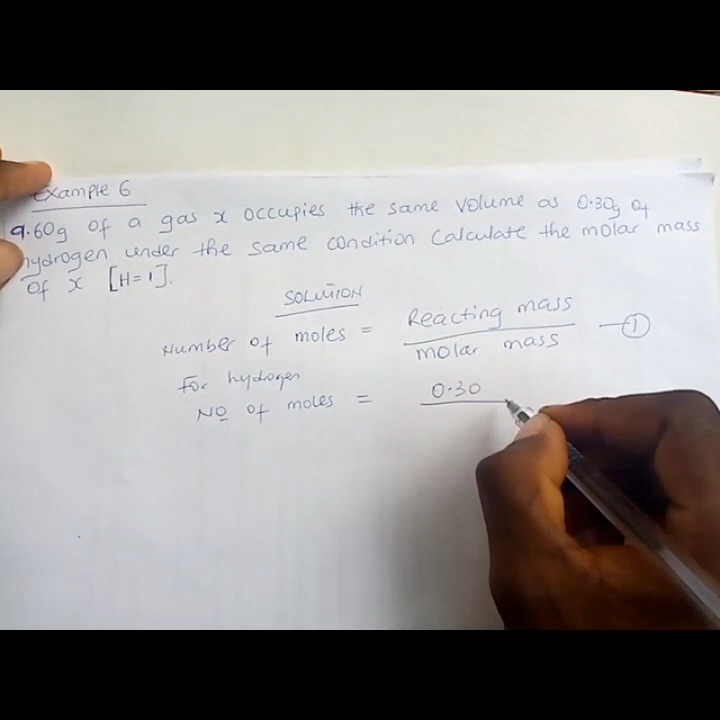 Example 6
9.60g of a gas x occupies the same volume as 0.30g of
hydrogen under the same condition Calculate the molar mass
of x [H=1].
SOLUTION
Number of moles = Reacting mass
molar mass —①
For hydrogen
No of moles = 0.30